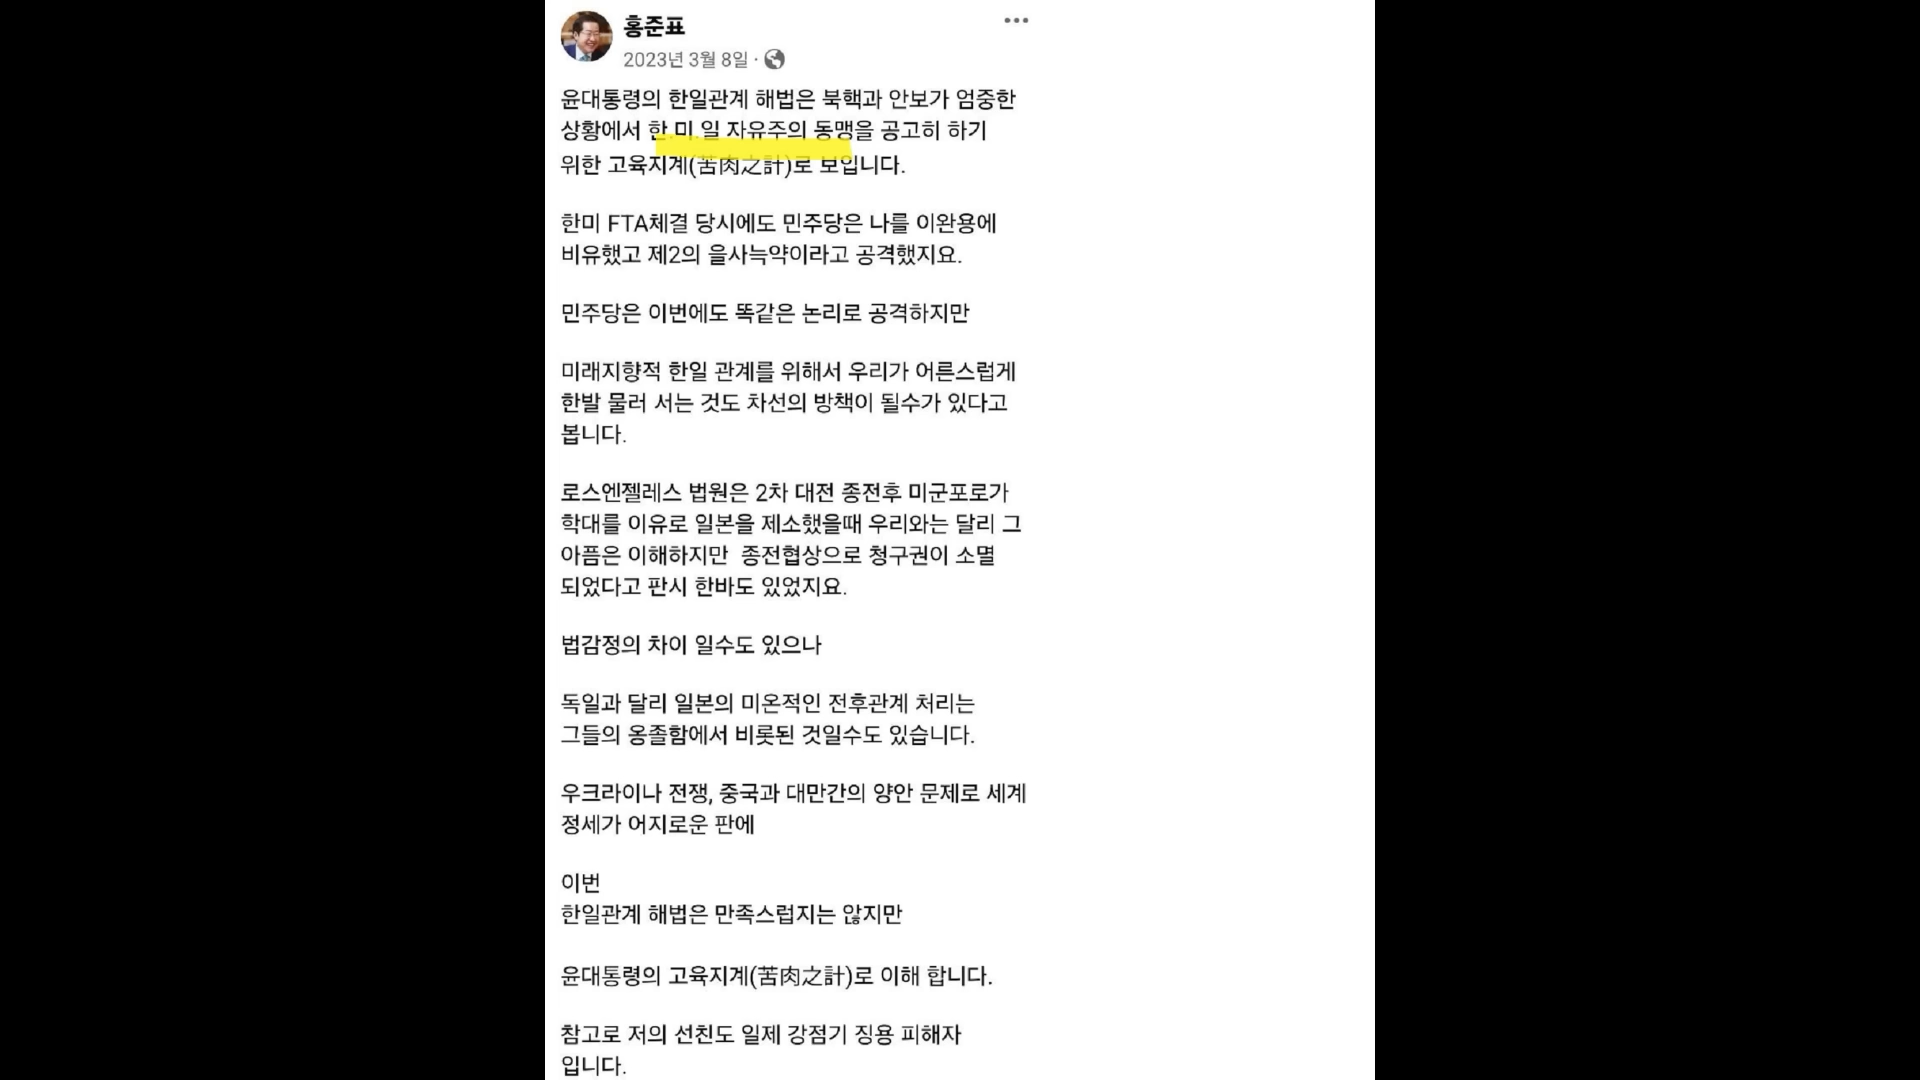 홍준표
2023년 3월 8일 ·
윤대통령의 한일관계 해법은 북핵과 안보가 엄중한
상황에서 한.미.일 자유주의 동맹을 공고히 하기
위한 고육지계(苦肉之計)로 보입니다.
한미 FTA체결 당시에도 민주당은 나를 이완용에
비유했고 제2의 을사늑약이라고 공격했지요.
민주당은 이번에도 똑같은 논리로 공격하지만
미래지향적 한일 관계를 위해서 우리가 어른스럽게
한발 물러 서는 것도 차선의 방책이 될수가 있다고
봅니다.
로스엔젤레스 법원은 2차 대전 종전후 미군포로가
학대를 이유로 일본을 제소했을때 우리와는 달리 그
아픔은 이해하지만 종전협상으로 청구권이 소멸
되었다고 판시 한바도 있었지요.
법감정의 차이 일수도 있으나
독일과 달리 일본의 미온적인 전후관계 처리는
그들의 옹졸함에서 비롯된 것일수도 있습니다.
우크라이나 전쟁, 중국과 대만간의 양안 문제로 세계
정세가 어지로운 판에
이번
한일관계 해법은 만족스럽지는 않지만
윤대통령의 고육지계(苦肉之計)로 이해 합니다.
참고로 저의 선친도 일제 강점기 징용 피해자
입니다.